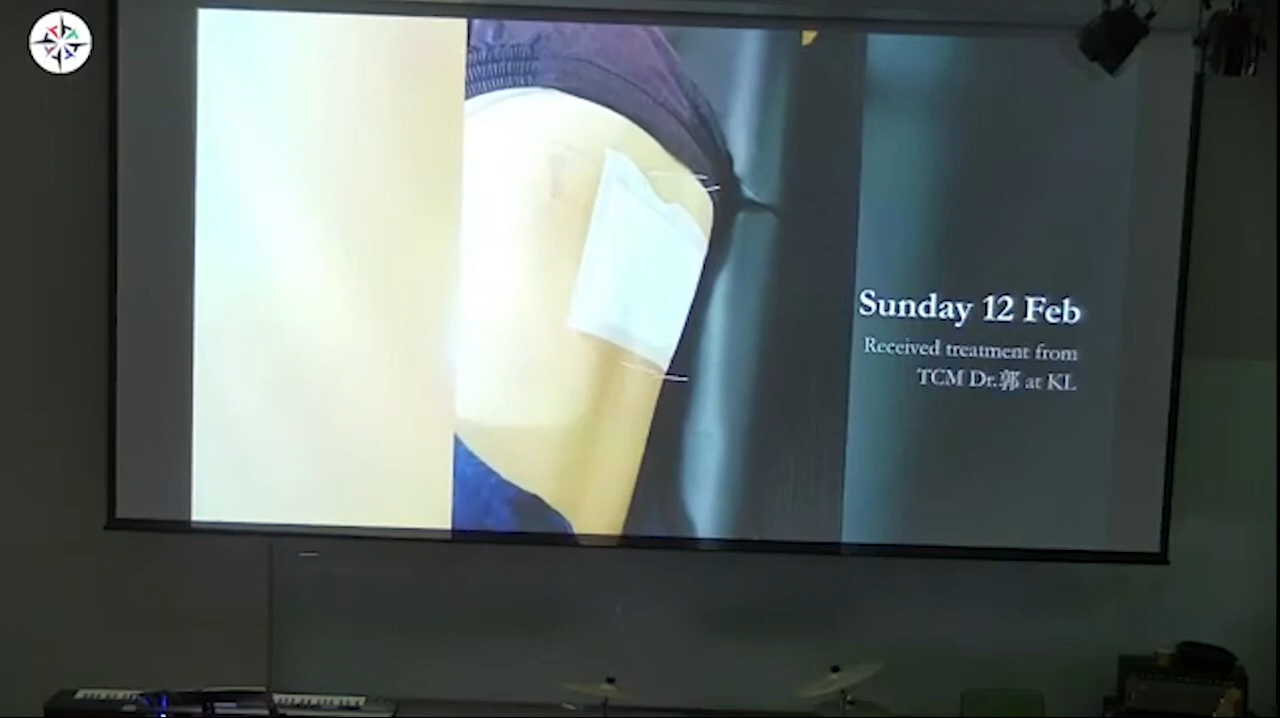 Sunday 12 Feb
Received treatment from
TCM Dr.郭 at KL